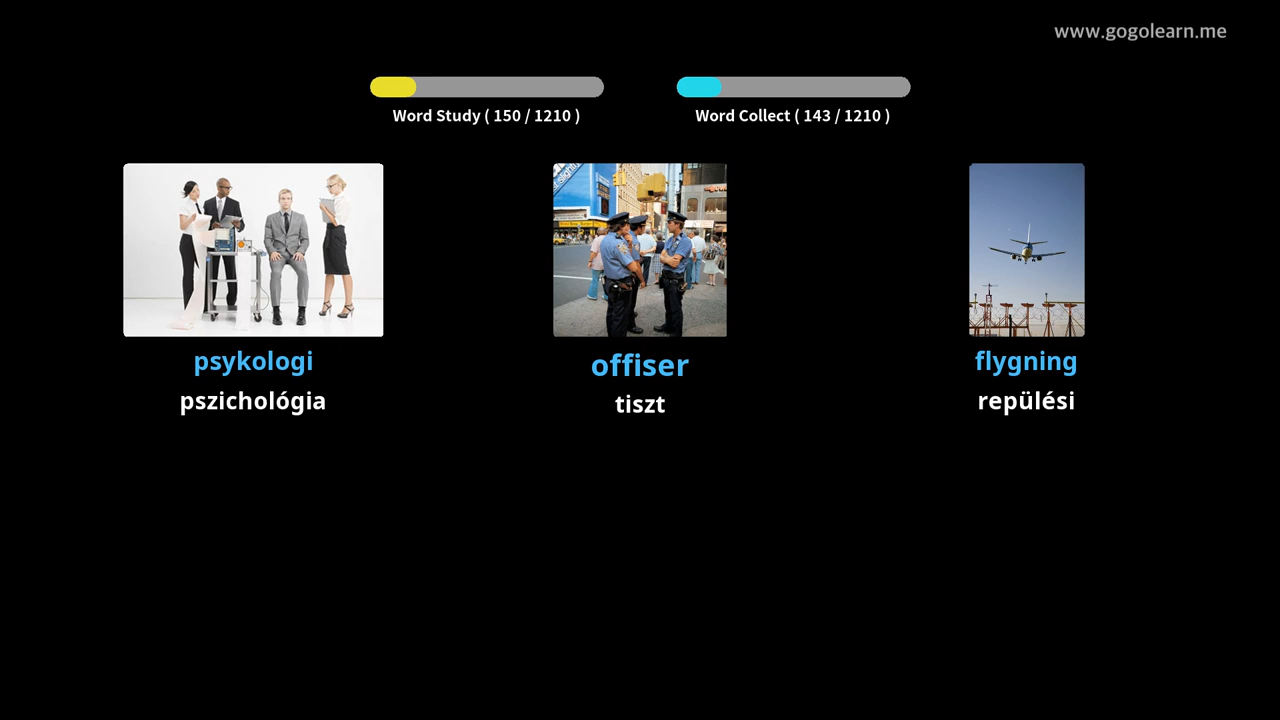 www.gogolearn.me
Word Study ( 150 / 1210 )
Word Collect ( 143 / 1210 )
psykologi
offiser
flygning
pszichológia
tiszt
repülési